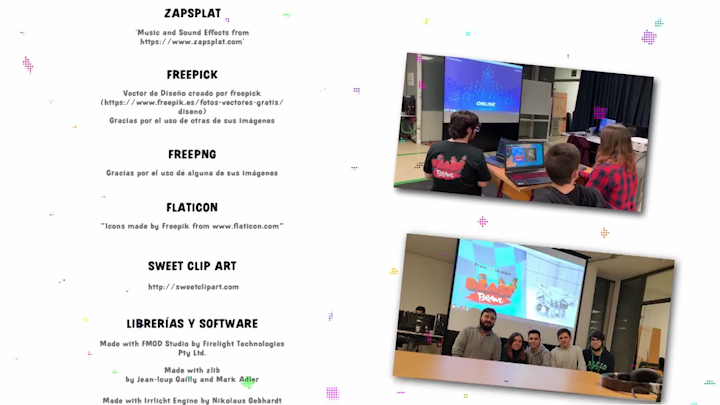 ZAPSPLAT
'Music and Sound Effects from
https://www.zapsplat.com'
FREEPICK
Vector de Diseño creado por freepick
(https://www.freepik.es/fotos-vectores-gratis/
diseno)
Gracias por el uso de otras de sus imágenes
FREEPNG
Gracias por el uso de alguna de sus imágenes
FLATICON
"Icons made by Freepik from www.flaticon.com"
SWEET CLIP ART
http://sweetclipart.com
LIBRERÍAS Y SOFTWARE
Made with FMOD Studio by Firelight Technologies
Pty Ltd.
Made with zlib
by Jean-loup Gailly and Mark Adler
Made with Irrlicht Engine by Nikolaus Gebhardt
ONLINE
BRAWL
BRAWL